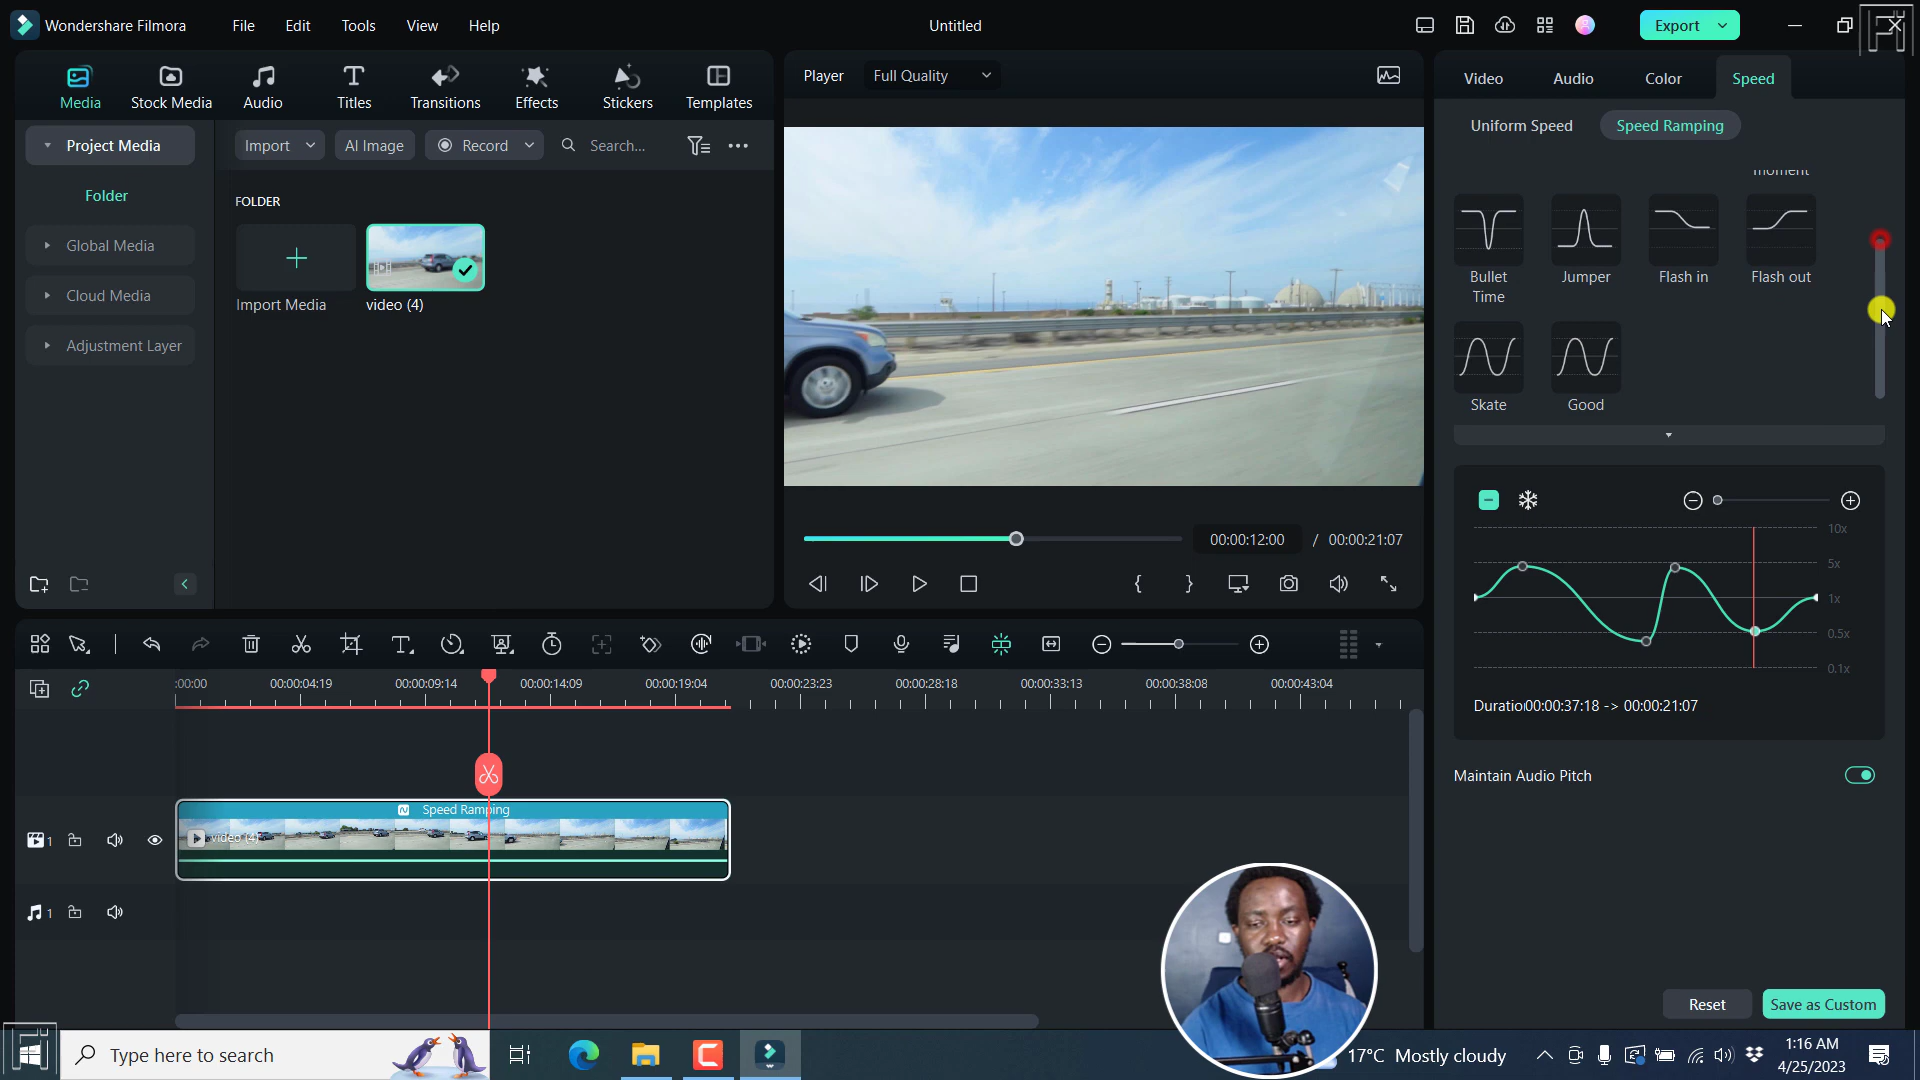 Wondershare Filmora
File
Edit
Tools
View
Help
Untitled
Export
Media
Stock Media
Audio
Titles
Transitions
Effects
Stickers
Templates
Player
Full Quality
Video
Audio
Color
Speed
Uniform Speed
Speed Ramping
Project Media
Import
AI Image
Record
Search...
Folder
FOLDER
Global Media
Cloud Media
Adjustment Layer
Import Media
video (4)
moment
Bullet
Time
Jumper
Flash in
Flash out
Skate
Good
00:00:12:00
/ 00:00:21:07
10x
5x
1x
0.5x
0.1x
Duratio00:00:37:18 -> 00:00:21:07
Maintain Audio Pitch
Reset
Save as Custom
:00:00
00:00:04:19
00:00:09:14
00:00:14:09
00:00:19:04
00:00:23:23
00:00:28:18
00:00:33:13
00:00:38:08
00:00:43:04
Speed Ramping
video (4)
1
1
Type here to search
17°C Mostly cloudy
1:16 AM
4/25/2023